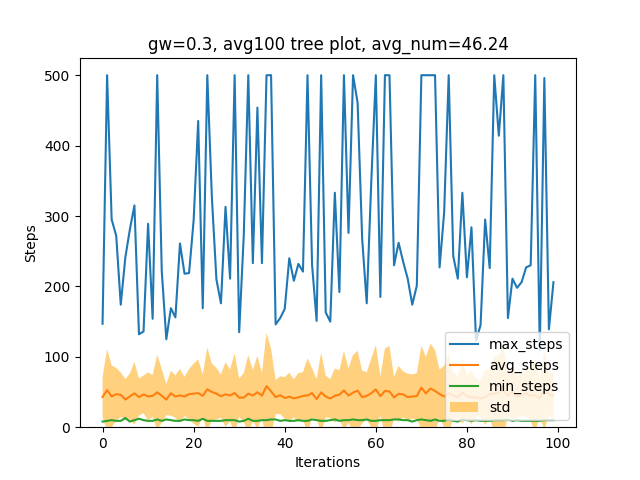 gw=0.3, avg100 tree plot, avg_num=46.24
500
400
300
200
100
0
Steps
0
20
40
60
80
100
Iterations
max_steps
avg_steps
min_steps
std